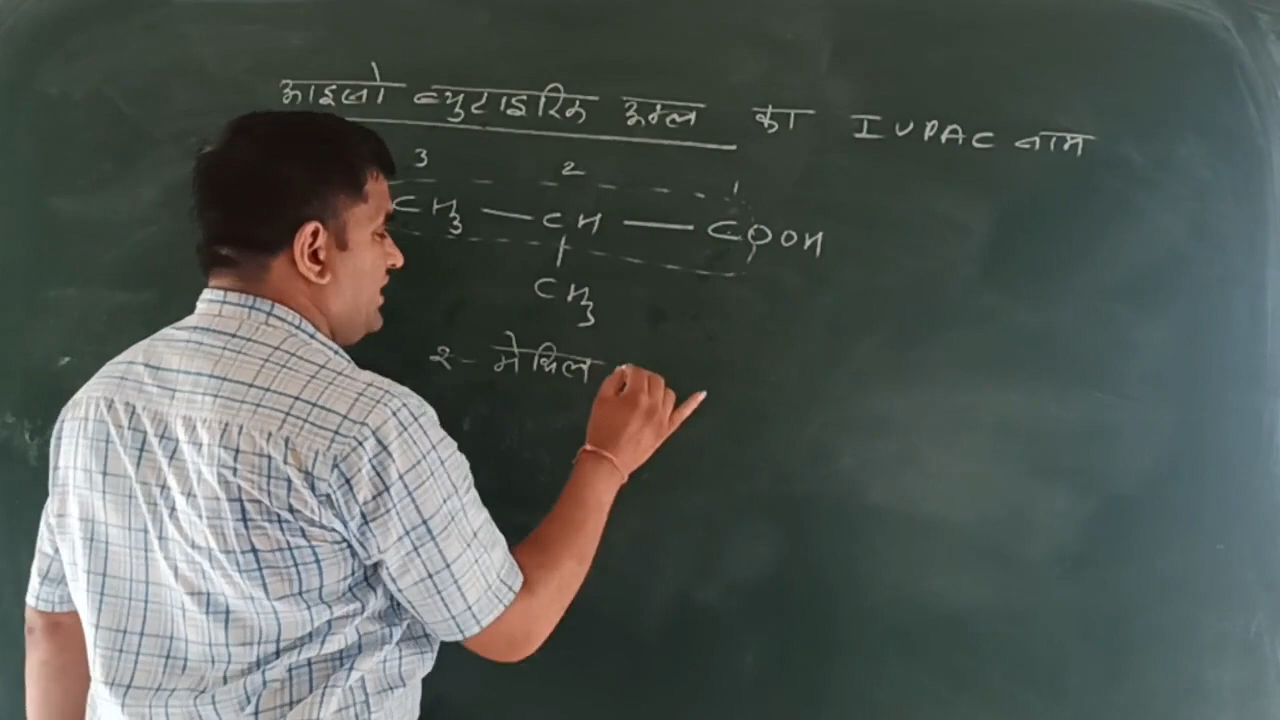 आइसो ब्युटाइरिक अम्ल का IUPAC नाम
3 2 1
CH3 — CH — COOH
CH3
2- मेथिल